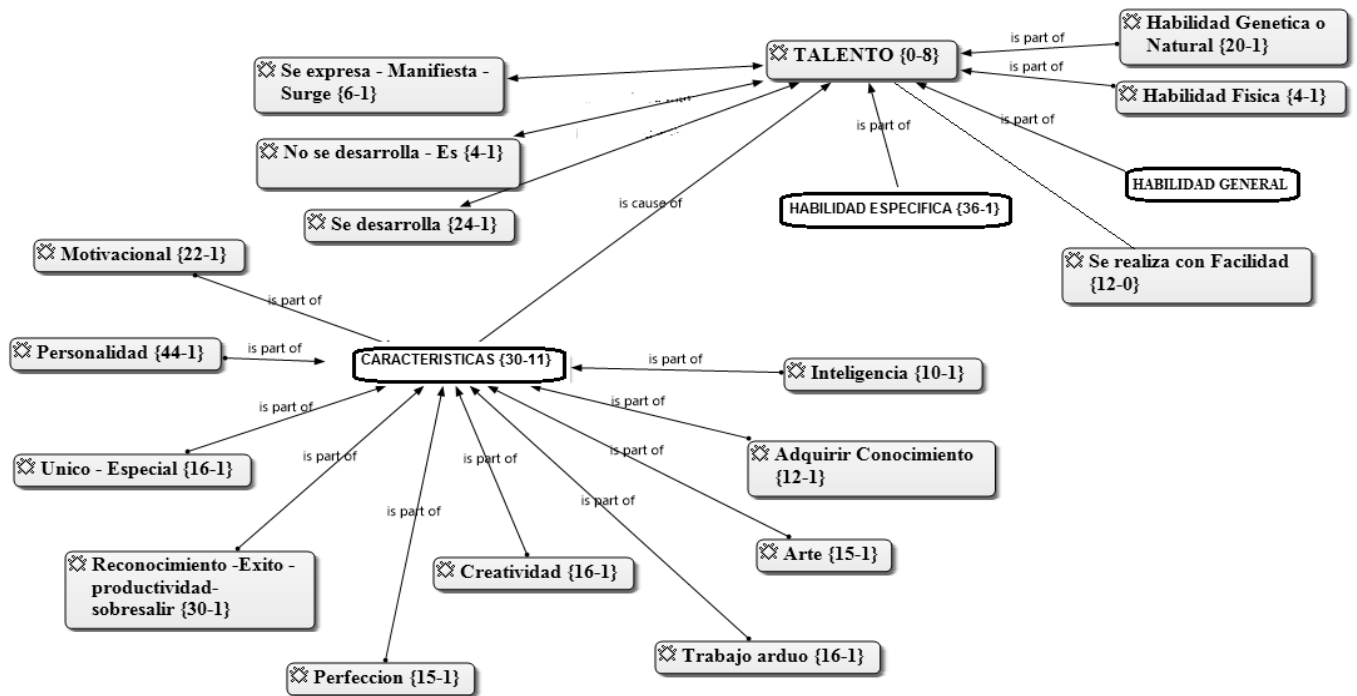 Habilidad Genetica o
Natural {20-1}
is part of
TALENTO {0-8}
Se expresa - Manifiesta -
Surge {6-1}
is part of
Habilidad Fisica {4-1}
No se desarrolla - Es {4-1}
is part of
is part of
HABILIDAD GENERAL
is cause of
HABILIDAD ESPECIFICA {36-1}
Se desarrolla {24-1}
Motivacional {22-1}
Se realiza con Facilidad
{12-0}
is part of
Personalidad {44-1}
is part of
CARACTERISTICAS {30-11}
is part of
Inteligencia {10-1}
is part of
is part of
Unico - Especial {16-1}
Adquirir Conocimiento
{12-1}
is part of
is part of
is part of
is part of
is part of
Reconocimiento -Exito -
productividad-
sobresalir {30-1}
Creatividad {16-1}
Arte {15-1}
Perfeccion {15-1}
Trabajo arduo {16-1}